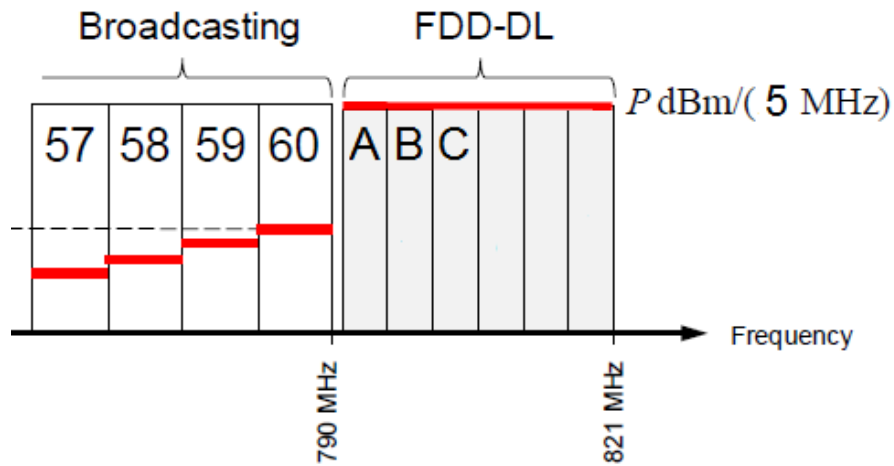 Broadcasting FDD-DL
P dBm/( 5 MHz)
57 58 59 60 A B C
Frequency
790 MHz 821 MHz